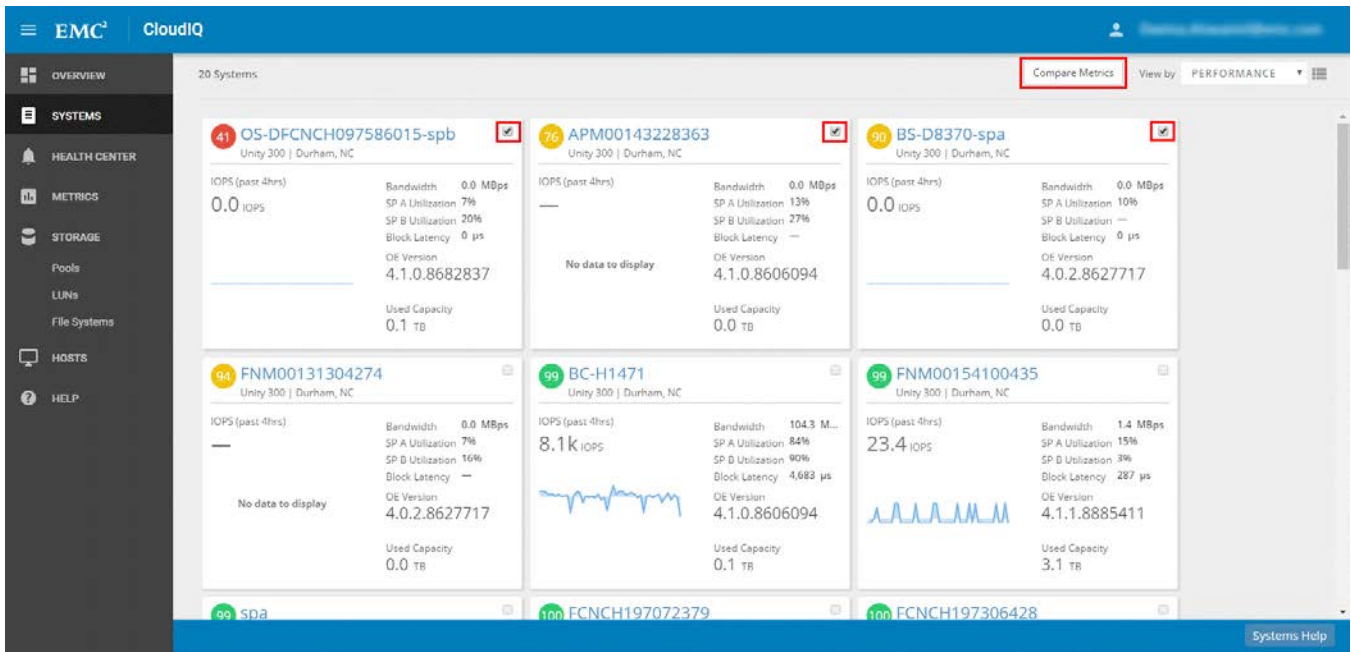 EMC² CloudIQ
OVERVIEW
SYSTEMS
HEALTH CENTER
METRICS
STORAGE
Pools
LUNs
File Systems
HOSTS
HELP
20 Systems
Compare Metrics View by PERFORMANCE
41 OS-DFCNCH097586015-spb
Unity 300 | Durham, NC
IOPS (past 4hrs)
0.0 IOPS
Bandwidth 0.0 MBps
SP A Utilization 7%
SP B Utilization 20%
Block Latency 0 µs
OE Version
4.1.0.8682837
Used Capacity
0.1 TB
76 APM00143228363
Unity 300 | Durham, NC
IOPS (past 4hrs)
—
No data to display
Bandwidth 0.0 MBps
SP A Utilization 13%
SP B Utilization 27%
Block Latency —
OE Version
4.1.0.8606094
Used Capacity
0.0 TB
90 BS-D8370-spa
Unity 300 | Durham, NC
IOPS (past 4hrs)
0.0 IOPS
Bandwidth 0.0 MBps
SP A Utilization 10%
SP B Utilization —
Block Latency 0 µs
OE Version
4.0.2.8627717
Used Capacity
0.0 TB
94 FNM00131304274
Unity 300 | Durham, NC
IOPS (past 4hrs)
—
No data to display
Bandwidth 0.0 MBps
SP A Utilization 7%
SP B Utilization 16%
Block Latency —
OE Version
4.0.2.8627717
Used Capacity
0.0 TB
99 BC-H1471
Unity 300 | Durham, NC
IOPS (past 4hrs)
8.1k IOPS
Bandwidth 104.3 M...
SP A Utilization 84%
SP B Utilization 90%
Block Latency 4,683 µs
OE Version
4.1.0.8606094
Used Capacity
0.1 TB
99 FNM00154100435
Unity 300 | Durham, NC
IOPS (past 4hrs)
23.4 IOPS
Bandwidth 1.4 MBps
SP A Utilization 15%
SP B Utilization 3%
Block Latency 287 µs
OE Version
4.1.1.8885411
Used Capacity
3.1 TB
99 spa
100 FCNCH197072379
100 FCNCH197306428
Systems Help